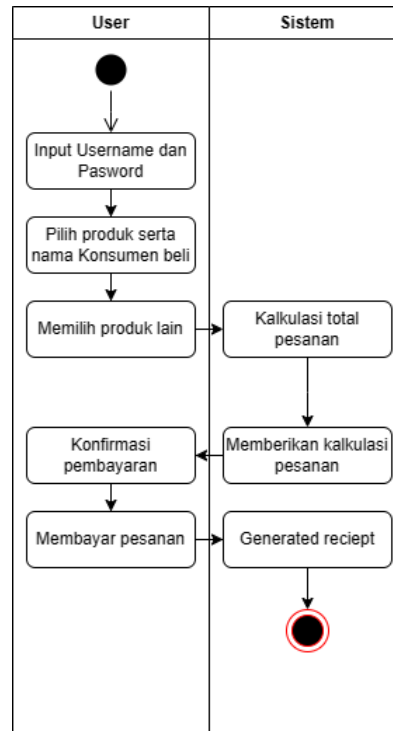 User
Sistem
Input Username dan
Pasword
Pilih produk serta
nama Konsumen beli
Memilih produk lain
Kalkulasi total
pesanan
Konfirmasi
pembayaran
Memberikan kalkulasi
pesanan
Membayar pesanan
Generated reciept